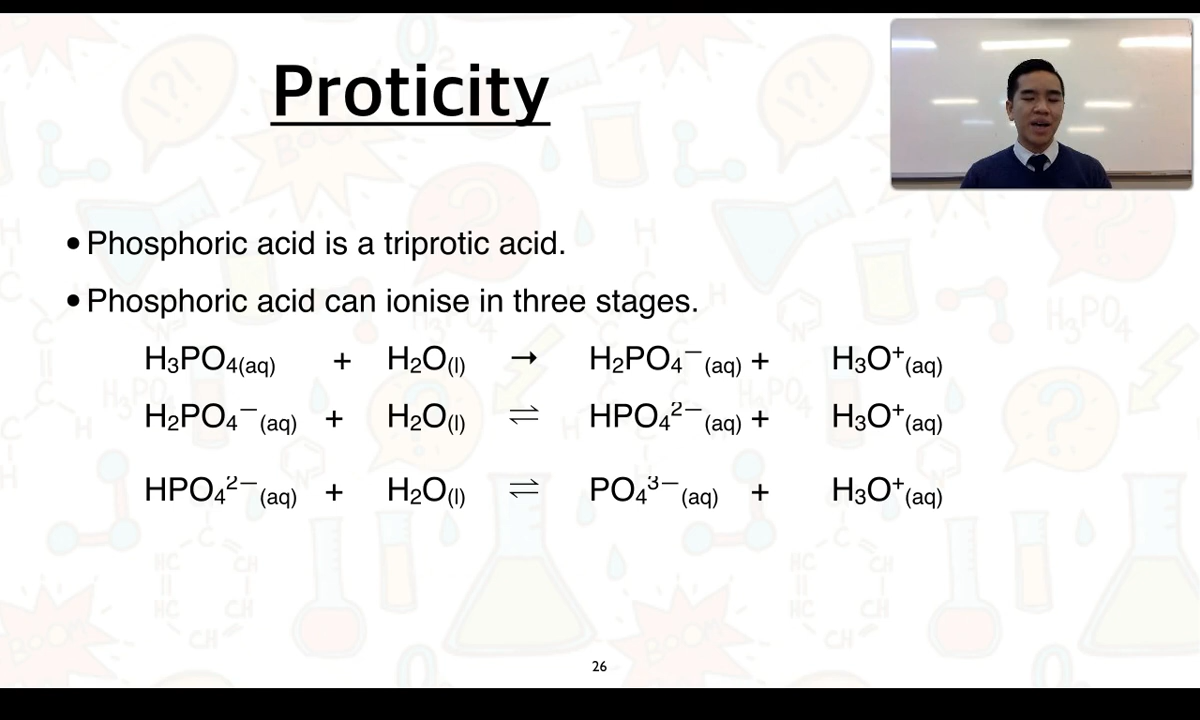 Proticity
• Phosphoric acid is a triprotic acid.
• Phosphoric acid can ionise in three stages.
H₃PO₄(aq) + H₂O(l) → H₂PO₄⁻(aq) + H₃O⁺(aq)
H₂PO₄⁻(aq) + H₂O(l) ⇌ HPO₄²⁻(aq) + H₃O⁺(aq)
HPO₄²⁻(aq) + H₂O(l) ⇌ PO₄³⁻(aq) + H₃O⁺(aq)
26